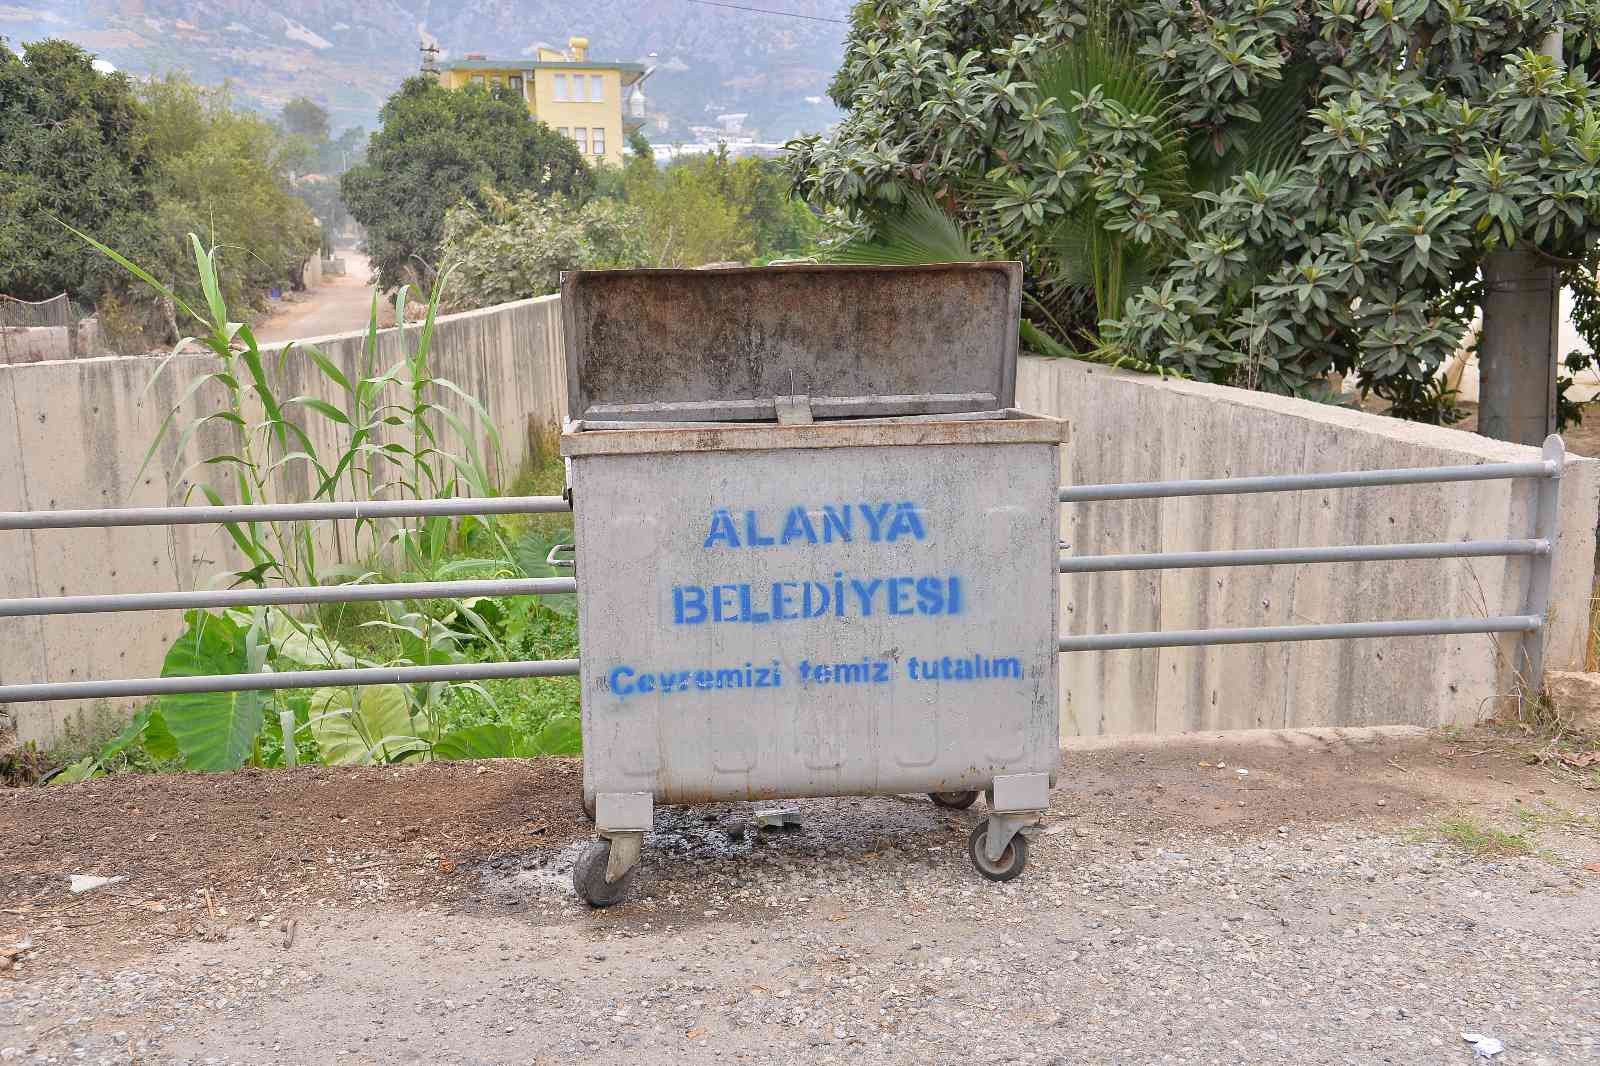 ALANYA
BELEDİYESI
Çevremizi temiz tutalım